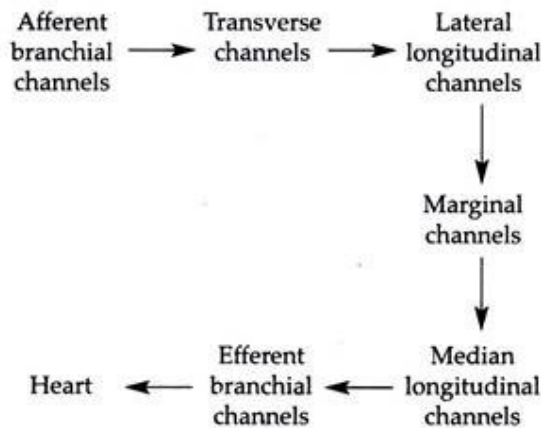 Afferent
branchial
channels
Transverse
channels
Lateral
longitudinal
channels
Marginal
channels
Median
longitudinal
channels
Efferent
branchial
channels
Heart